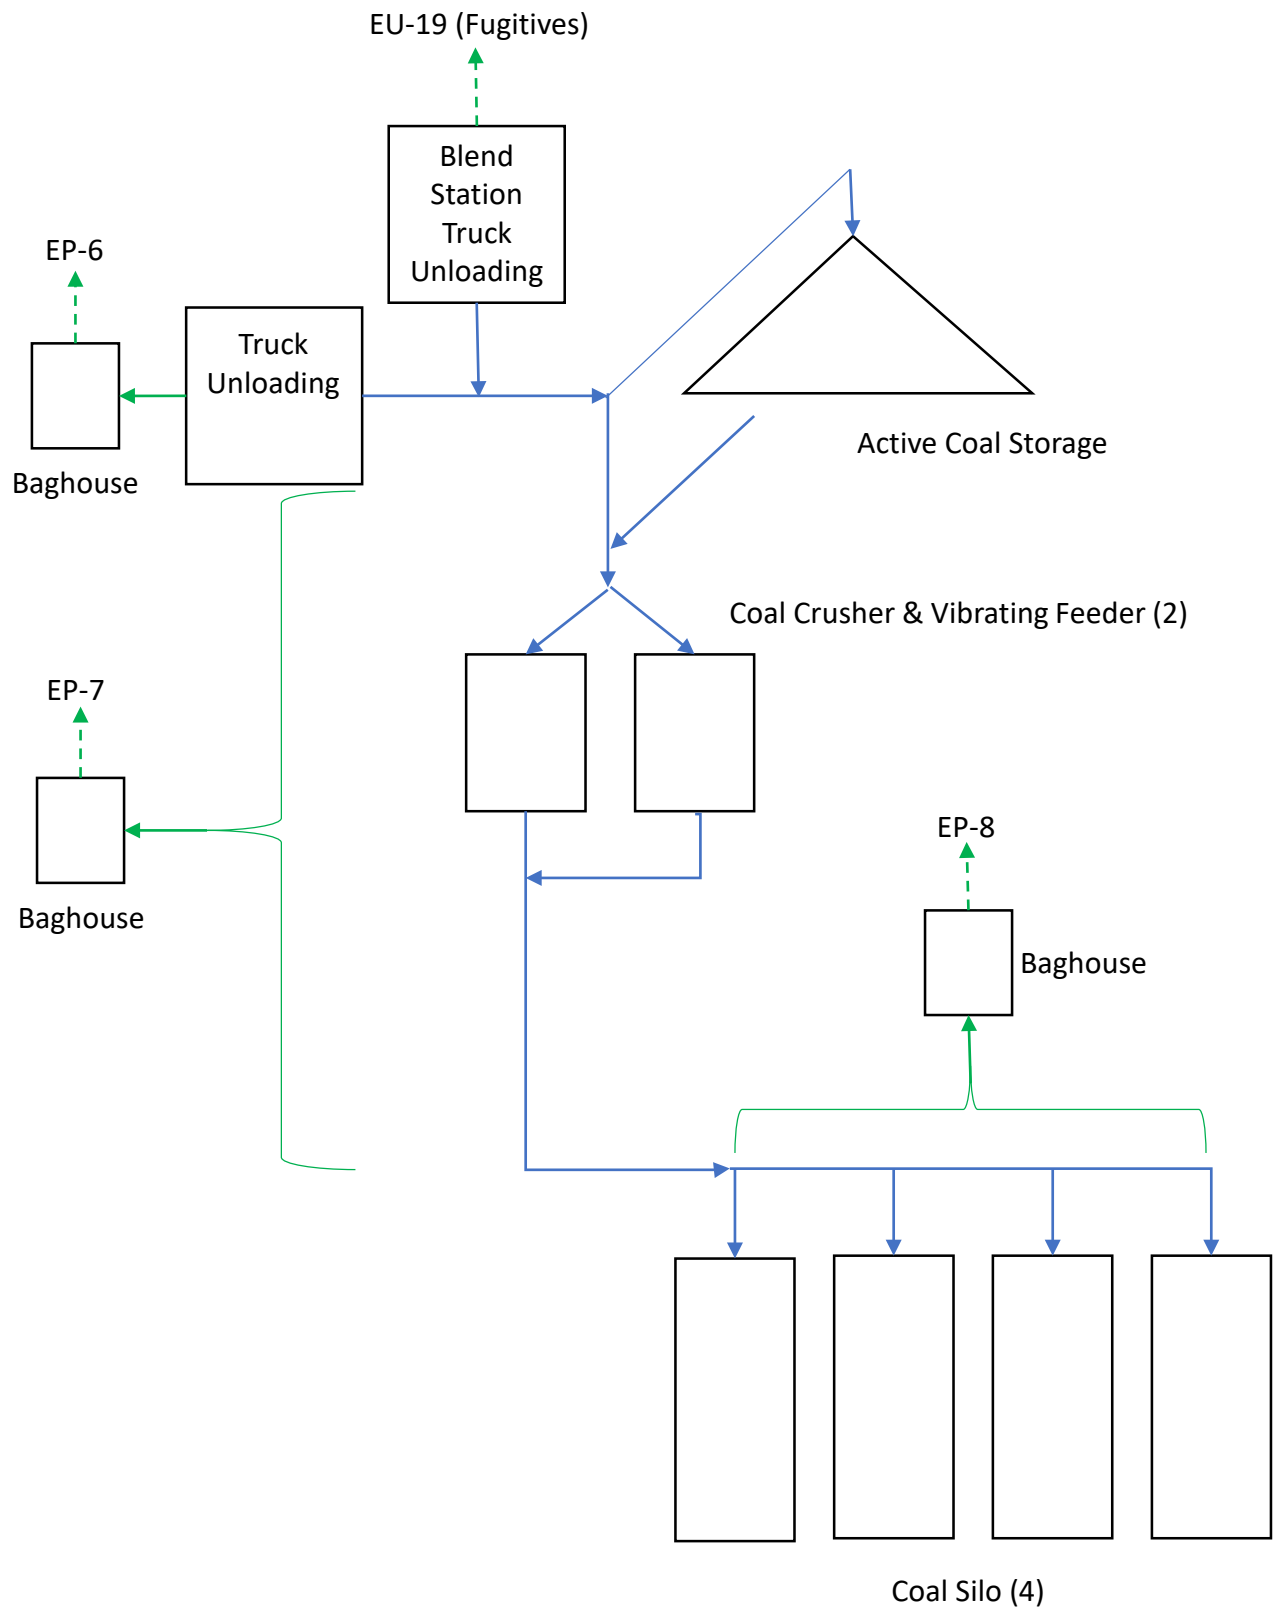 EU-19 (Fugitives)
Blend
Station
Truck
Unloading
EP-6
Truck
Unloading
Baghouse
Active Coal Storage
Coal Crusher & Vibrating Feeder (2)
EP-7
Baghouse
EP-8
Baghouse
Coal Silo (4)